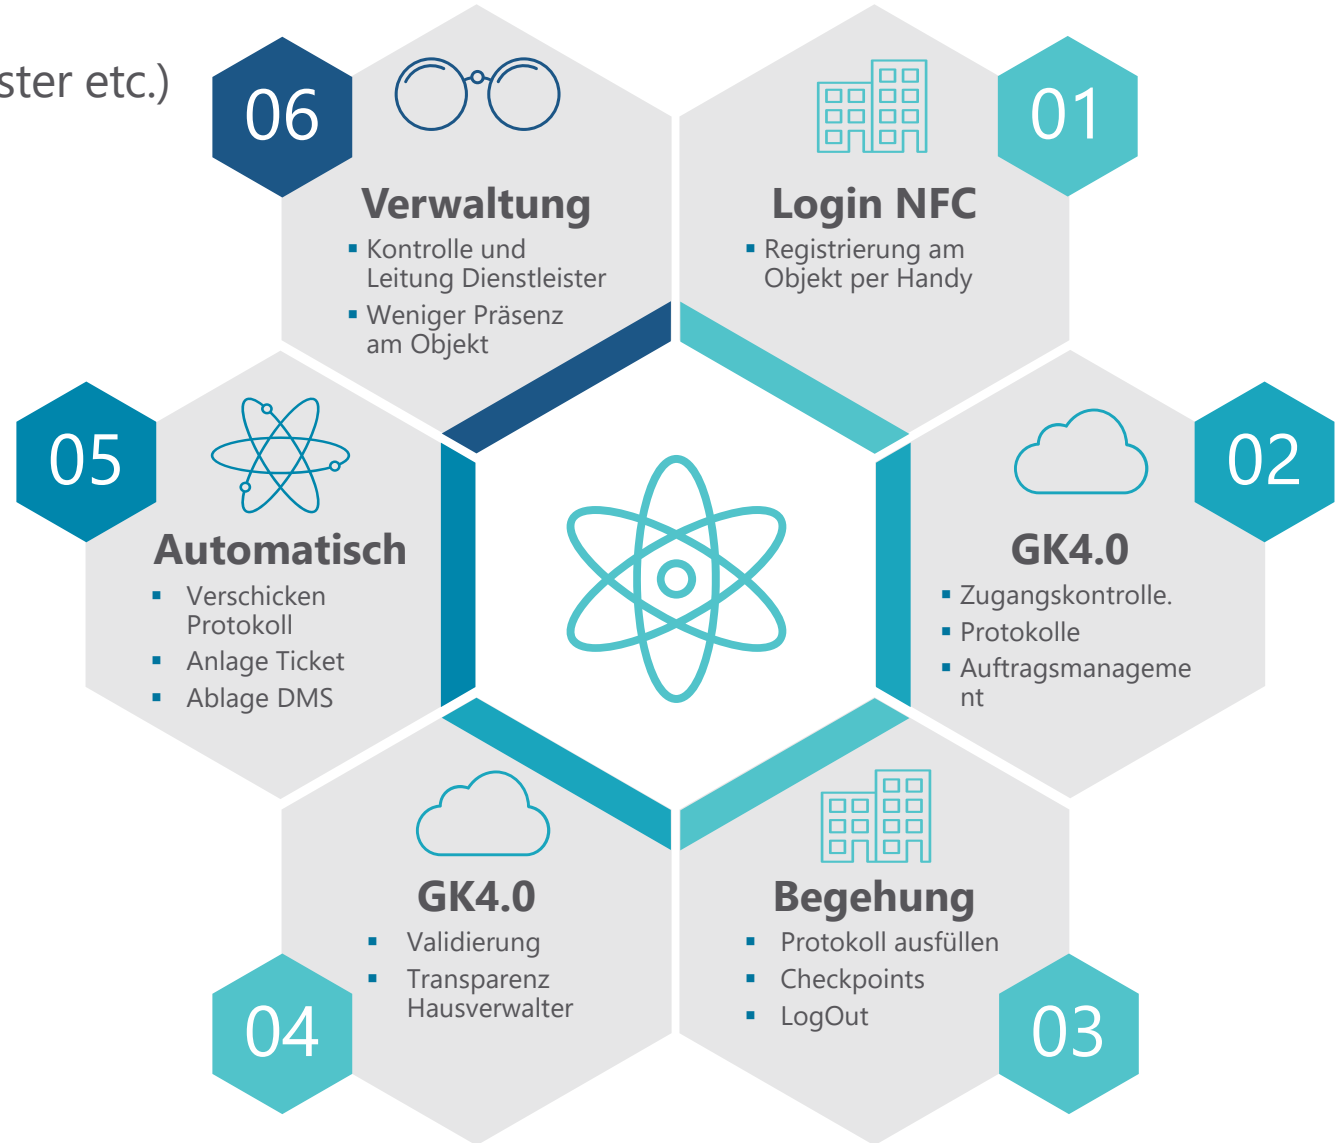 ster etc.)
01
Login NFC
▪ Registrierung am
Objekt per Handy
02
GK4.0
▪ Zugangskontrolle.
▪ Protokolle
▪ Auftragsmanageme
nt
03
Begehung
▪ Protokoll ausfüllen
▪ Checkpoints
▪ LogOut
04
GK4.0
▪ Validierung
▪ Transparenz
Hausverwalter
05
Automatisch
▪ Verschicken
Protokoll
▪ Anlage Ticket
▪ Ablage DMS
06
Verwaltung
▪ Kontrolle und
Leitung Dienstleister
▪ Weniger Präsenz
am Objekt